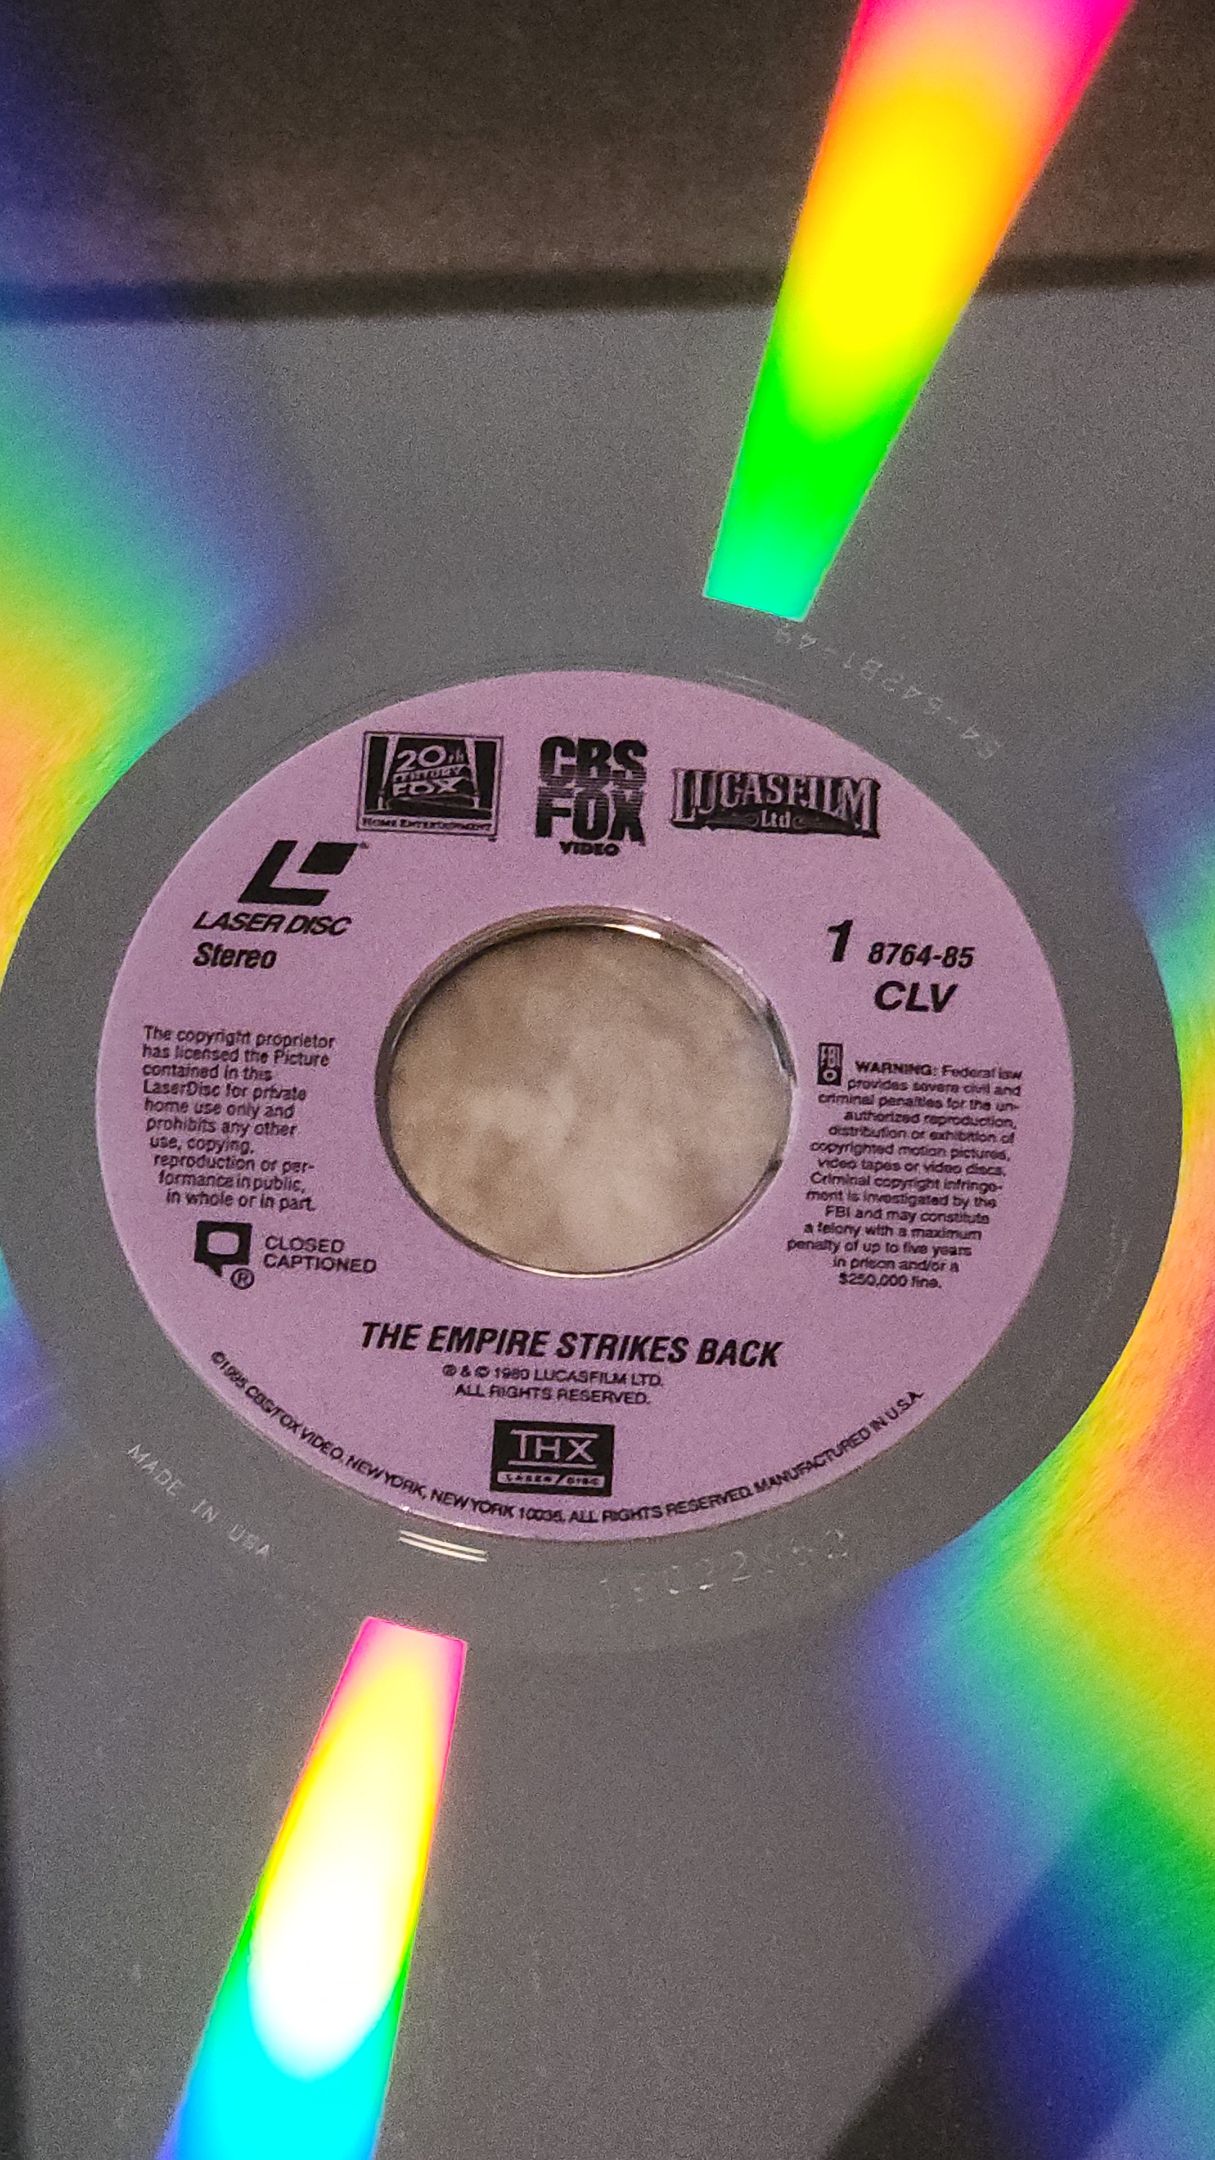 20th
CENTURY
FOX
HOME ENTERTAINMENT
CBS
FOX
VIDEO
LUCASFILM
Ltd
LASER DISC
Stereo
1 8764-85
CLV
The copyright proprietor
has licensed the Picture
contained in this
LaserDisc for private
home use only and
prohibits any other
use, copying,
reproduction or per-
formance in public,
in whole or in part.
FBI
WARNING: Federal law
provides severe civil and
criminal penalties for the un-
authorized reproduction,
distribution or exhibition of
copyrighted motion pictures,
video tapes or video discs.
Criminal copyright infringe-
ment is investigated by the
FBI and may constitute
a felony with a maximum
penalty of up to five years
in prison and/or a
$250,000 fine.
CLOSED
CAPTIONED
®
THE EMPIRE STRIKES BACK
℗ & © 1980 LUCASFILM LTD.
ALL RIGHTS RESERVED.
THX
LASER / DISC
©1995 CBS/FOX VIDEO, NEW YORK, NEW YORK 10036. ALL RIGHTS RESERVED. MANUFACTURED IN U.S.A.
MADE IN USA